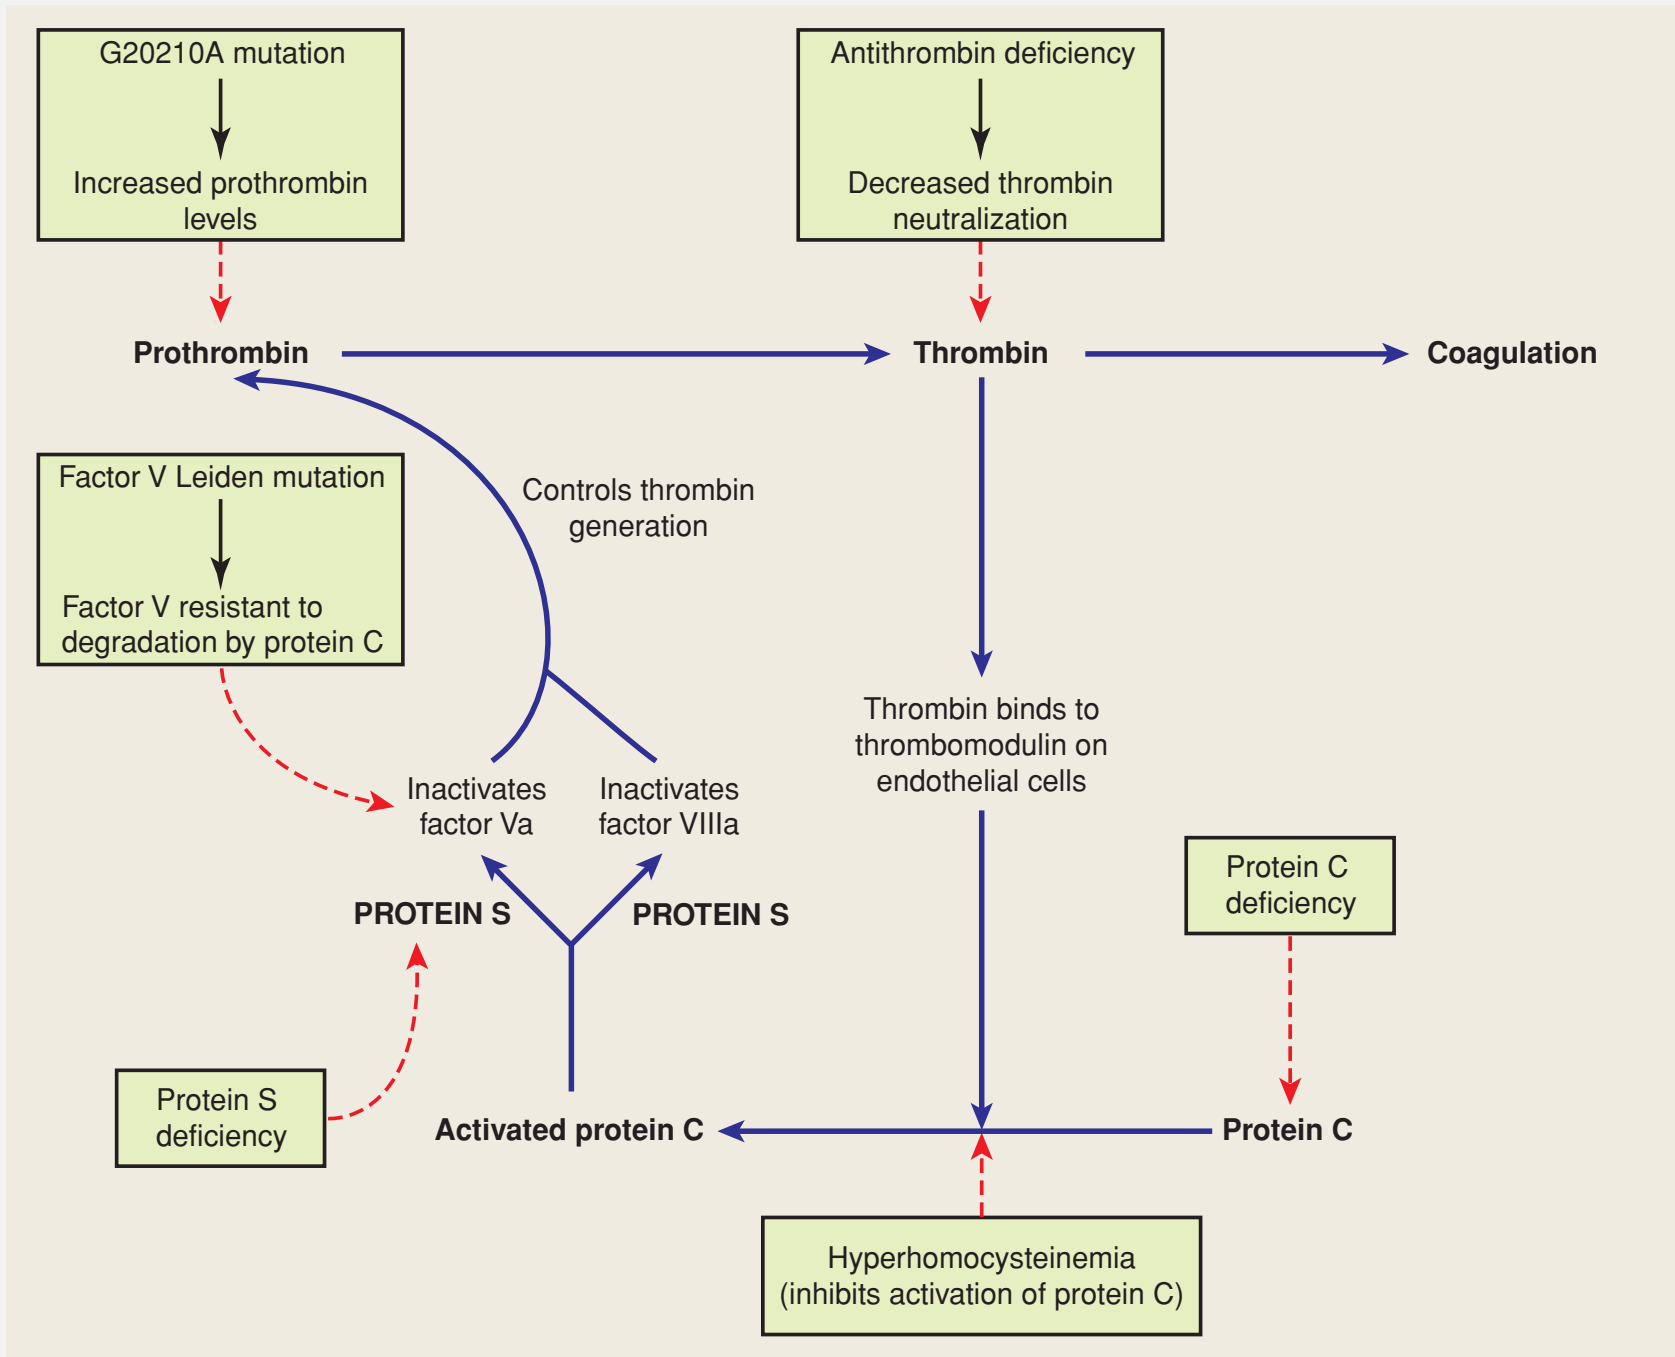 G20210A mutation
Increased prothrombin
levels
Antithrombin deficiency
Decreased thrombin
neutralization
Prothrombin
Thrombin
Coagulation
Factor V Leiden mutation
Factor V resistant to
degradation by protein C
Controls thrombin
generation
Thrombin binds to
thrombomodulin on
endothelial cells
Inactivates
factor Va
Inactivates
factor VIIIa
PROTEIN S
PROTEIN S
Protein C
deficiency
Protein S
deficiency
Activated protein C
Protein C
Hyperhomocysteinemia
(inhibits activation of protein C)